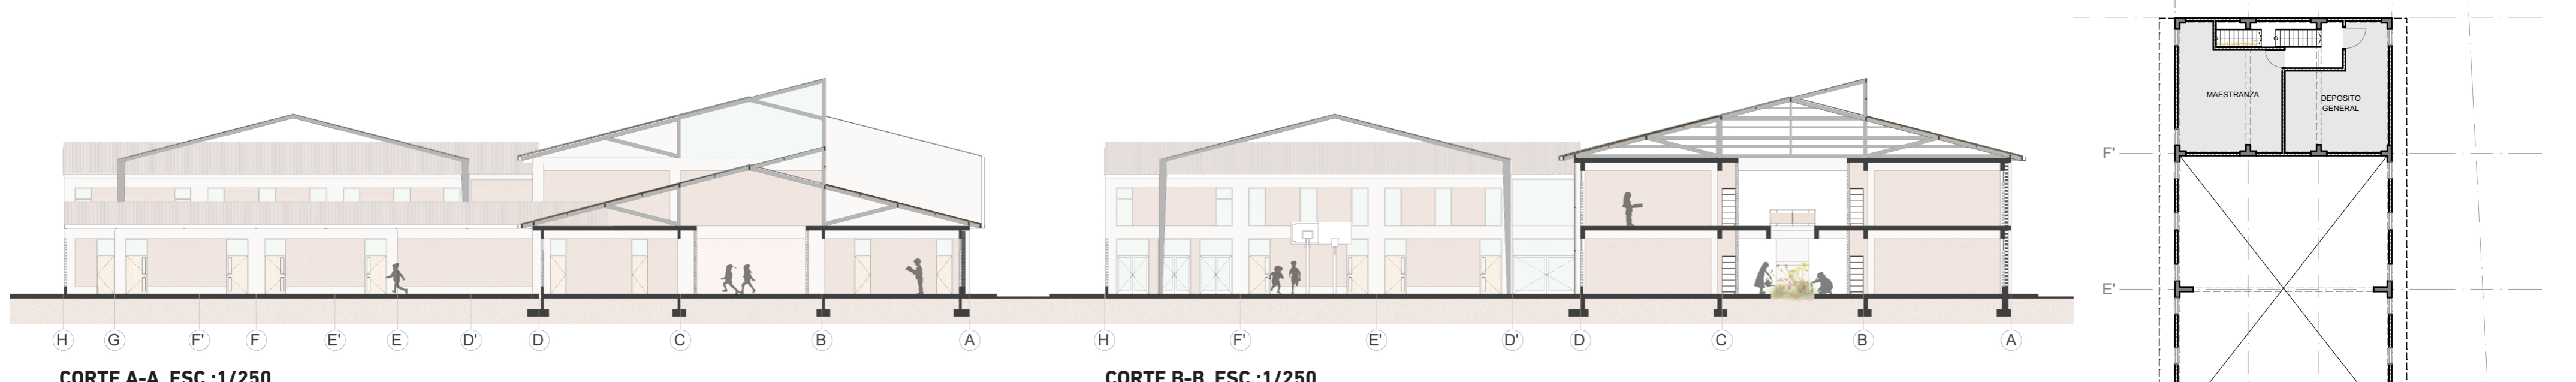 MAESTRANZA
DEPOSITO
GENERAL
F'
E'
H G F' F E' E D' D C B A
H F' E' D' D C B A
CORTE A-A ESC :1/250
CORTE B-B ESC :1/250